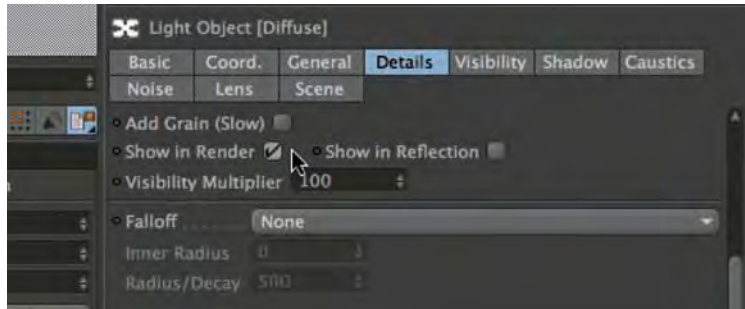 Light Object [Diffuse]
Basic Coord. General Details Visibility Shadow Caustics
Noise Lens Scene
Add Grain (Slow)
Show in Render Show in Reflection
Visibility Multiplier 100
Falloff ....... None
Inner Radius 0
Radius/Decay 500